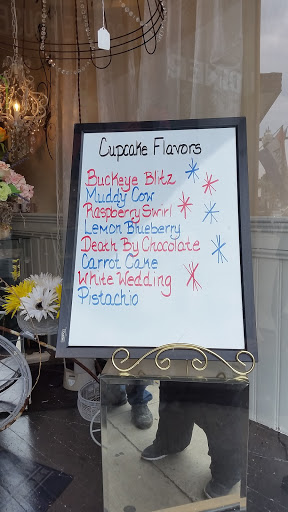 Cupcake Flavors
Buckeye Blitz
Muddy Cow
Raspberry Swirl
Lemon Blueberry
Death By Chocolate
Carrot Cake
White Wedding
Pistachio